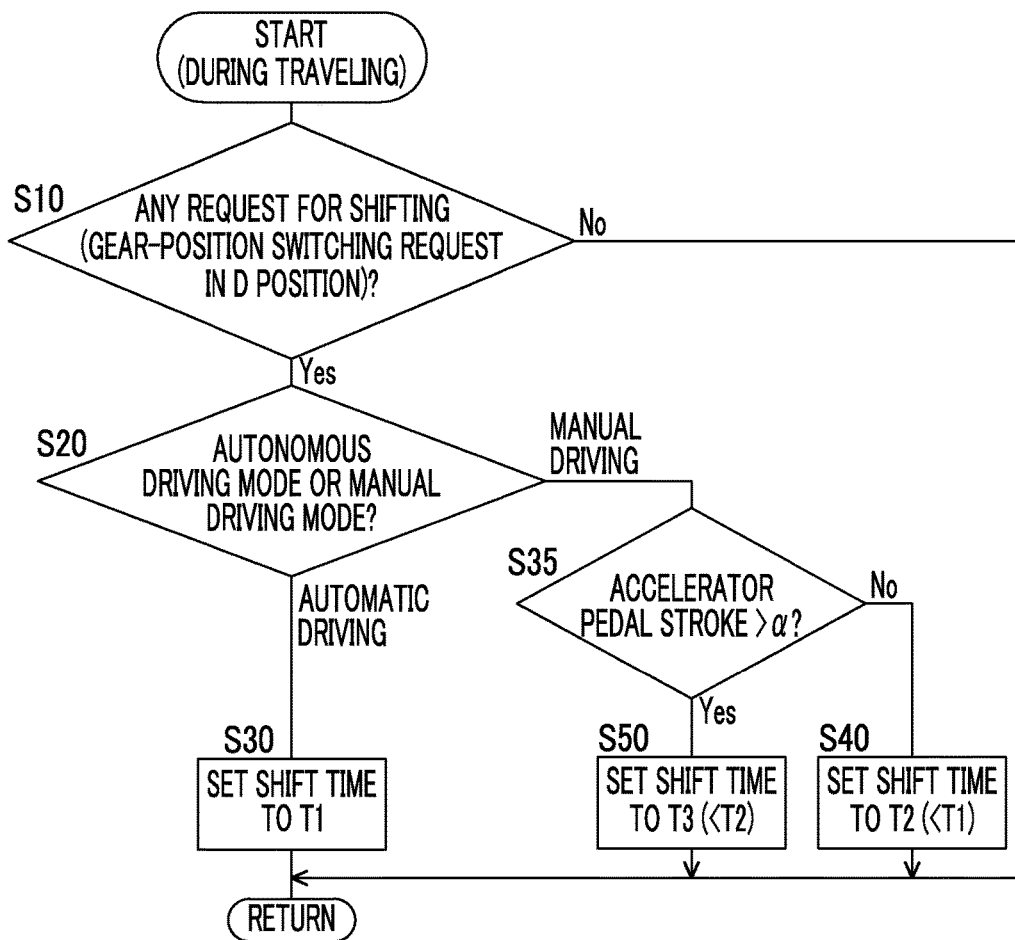 START
(DURING TRAVELING)
S10
ANY REQUEST FOR SHIFTING
(GEAR-POSITION SWITCHING REQUEST
IN D POSITION)?
No
Yes
S20
AUTONOMOUS
DRIVING MODE OR MANUAL
DRIVING MODE?
MANUAL
DRIVING
AUTOMATIC
DRIVING
S35
ACCELERATOR
PEDAL STROKE > α?
No
Yes
S30
SET SHIFT TIME
TO T1
S50
SET SHIFT TIME
TO T3 (<T2)
S40
SET SHIFT TIME
TO T2 (<T1)
RETURN